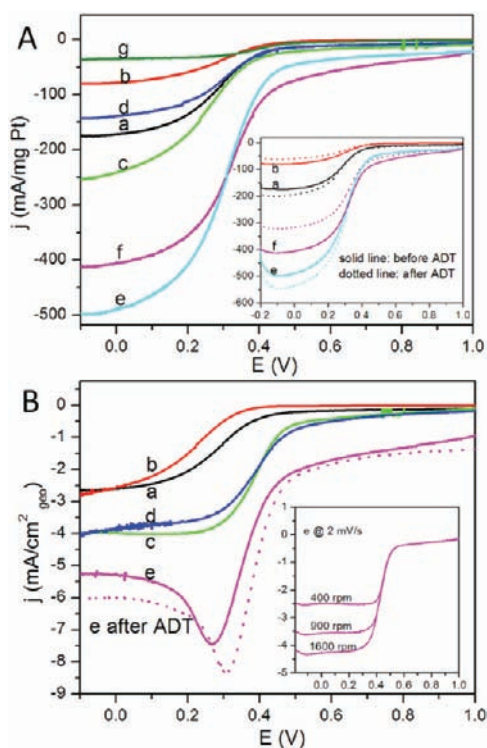 A
0
-100
-200
-300
-400
-500
j (mA/mg Pt)
g
b
d
a
c
f
e
0
-100
-200
-300
-400
-500
-600
b
a
f
e
solid line: before ADT
dotted line: after ADT
-0.2 0.0 0.2 0.4 0.6 0.8 1.0
0.0 0.2 0.4 0.6 0.8 1.0
E (V)
B
0
-1
-2
-3
-4
-5
-6
-7
-8
-9
j (mA/cm² geo)
b
a
d
c
e
e after ADT
1
0
-1
-2
-3
-4
-5
e @ 2 mV/s
400 rpm
900 rpm
1600 rpm
0.0 0.2 0.4 0.6 0.8 1.0
0.0 0.2 0.4 0.6 0.8 1.0
E (V)